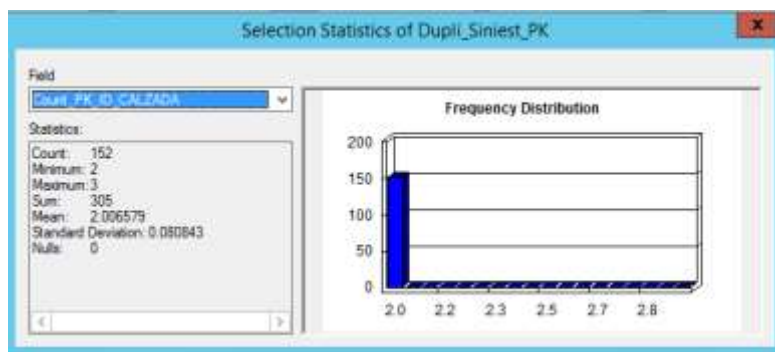 Selection Statistics of Dupli_Siniest_PK
x
Field
Count_PK_ID_CALZADA
Statistics:
Count: 152
Minimum: 2
Maximum: 3
Sum: 305
Mean: 2.006579
Standard Deviation: 0.080843
Nulls: 0
Frequency Distribution
200
150
100
50
0
2.0 2.2 2.3 2.5 2.7 2.8